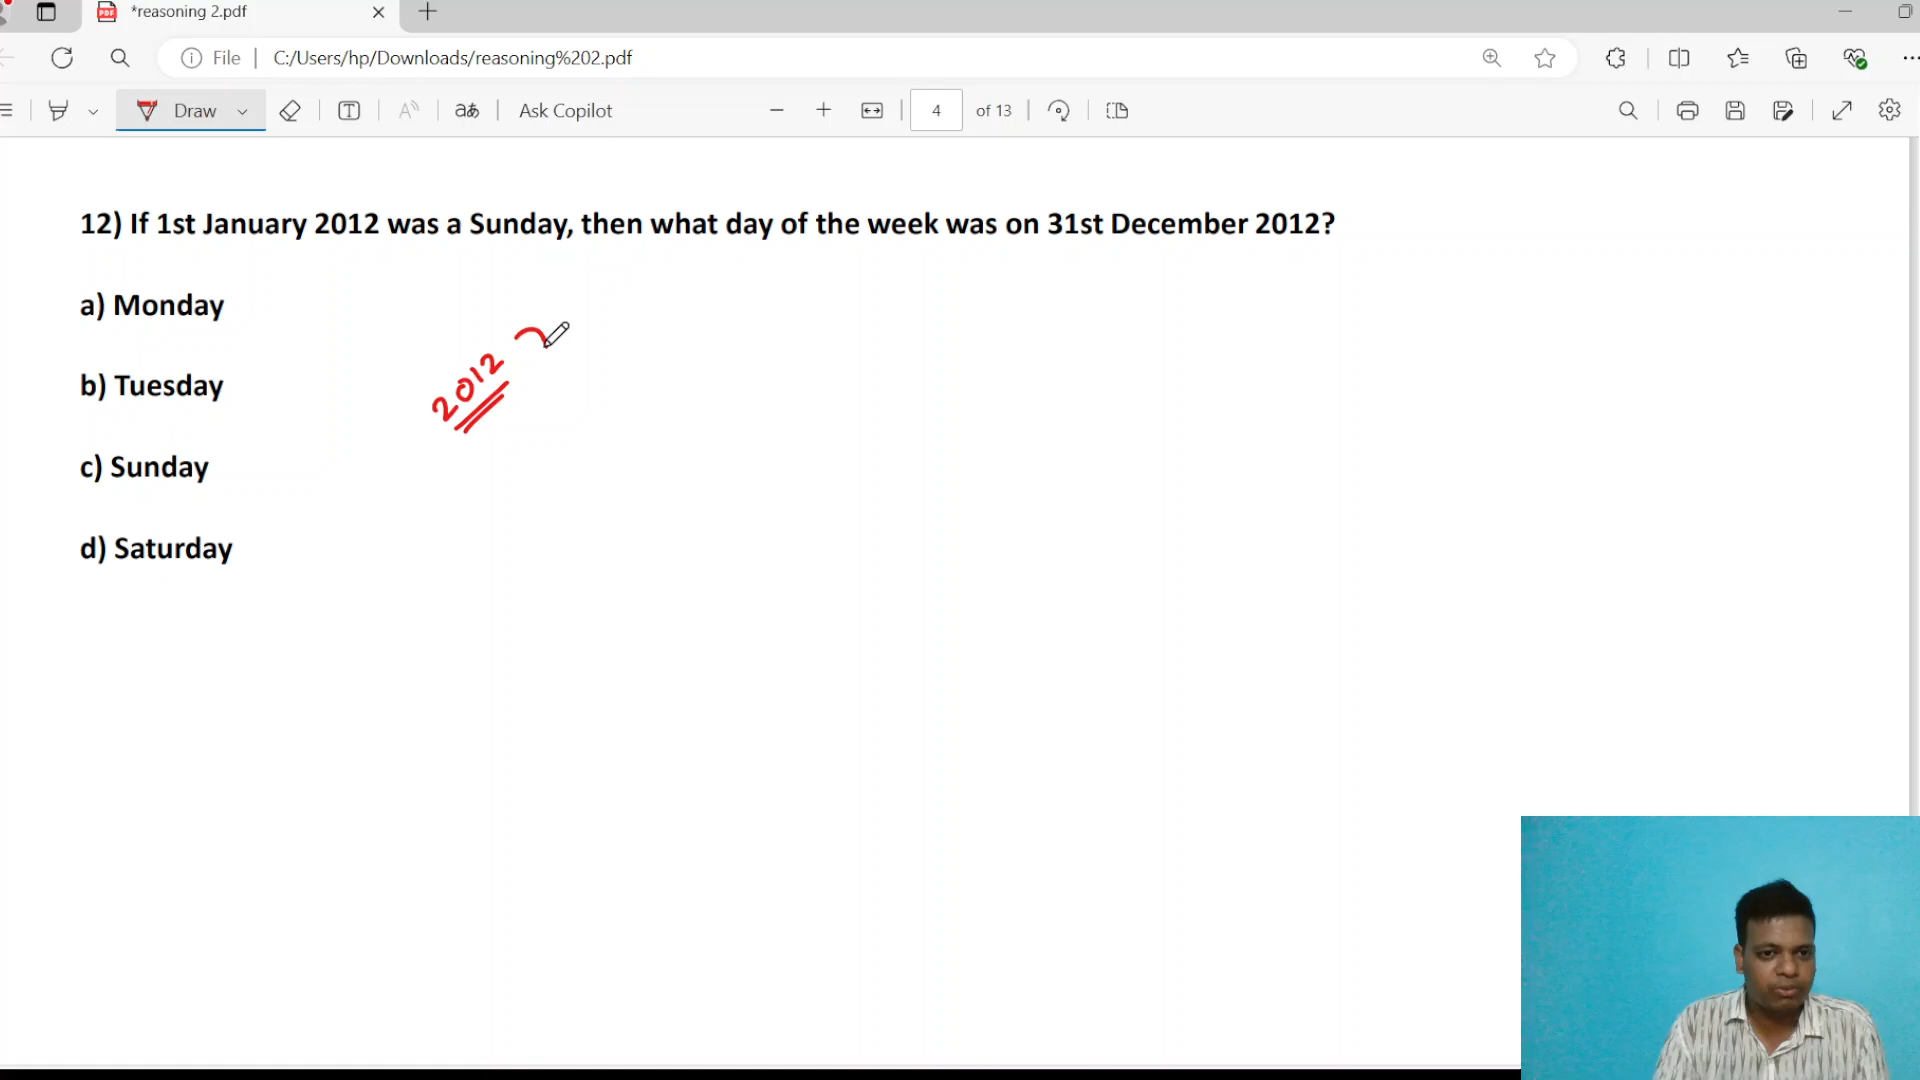 *reasoning 2.pdf
File
C:/Users/hp/Downloads/reasoning%202.pdf
Draw
T
aあ
Ask Copilot
4
of 13
12) If 1st January 2012 was a Sunday, then what day of the week was on 31st December 2012?
a) Monday
b) Tuesday
c) Sunday
d) Saturday
2012